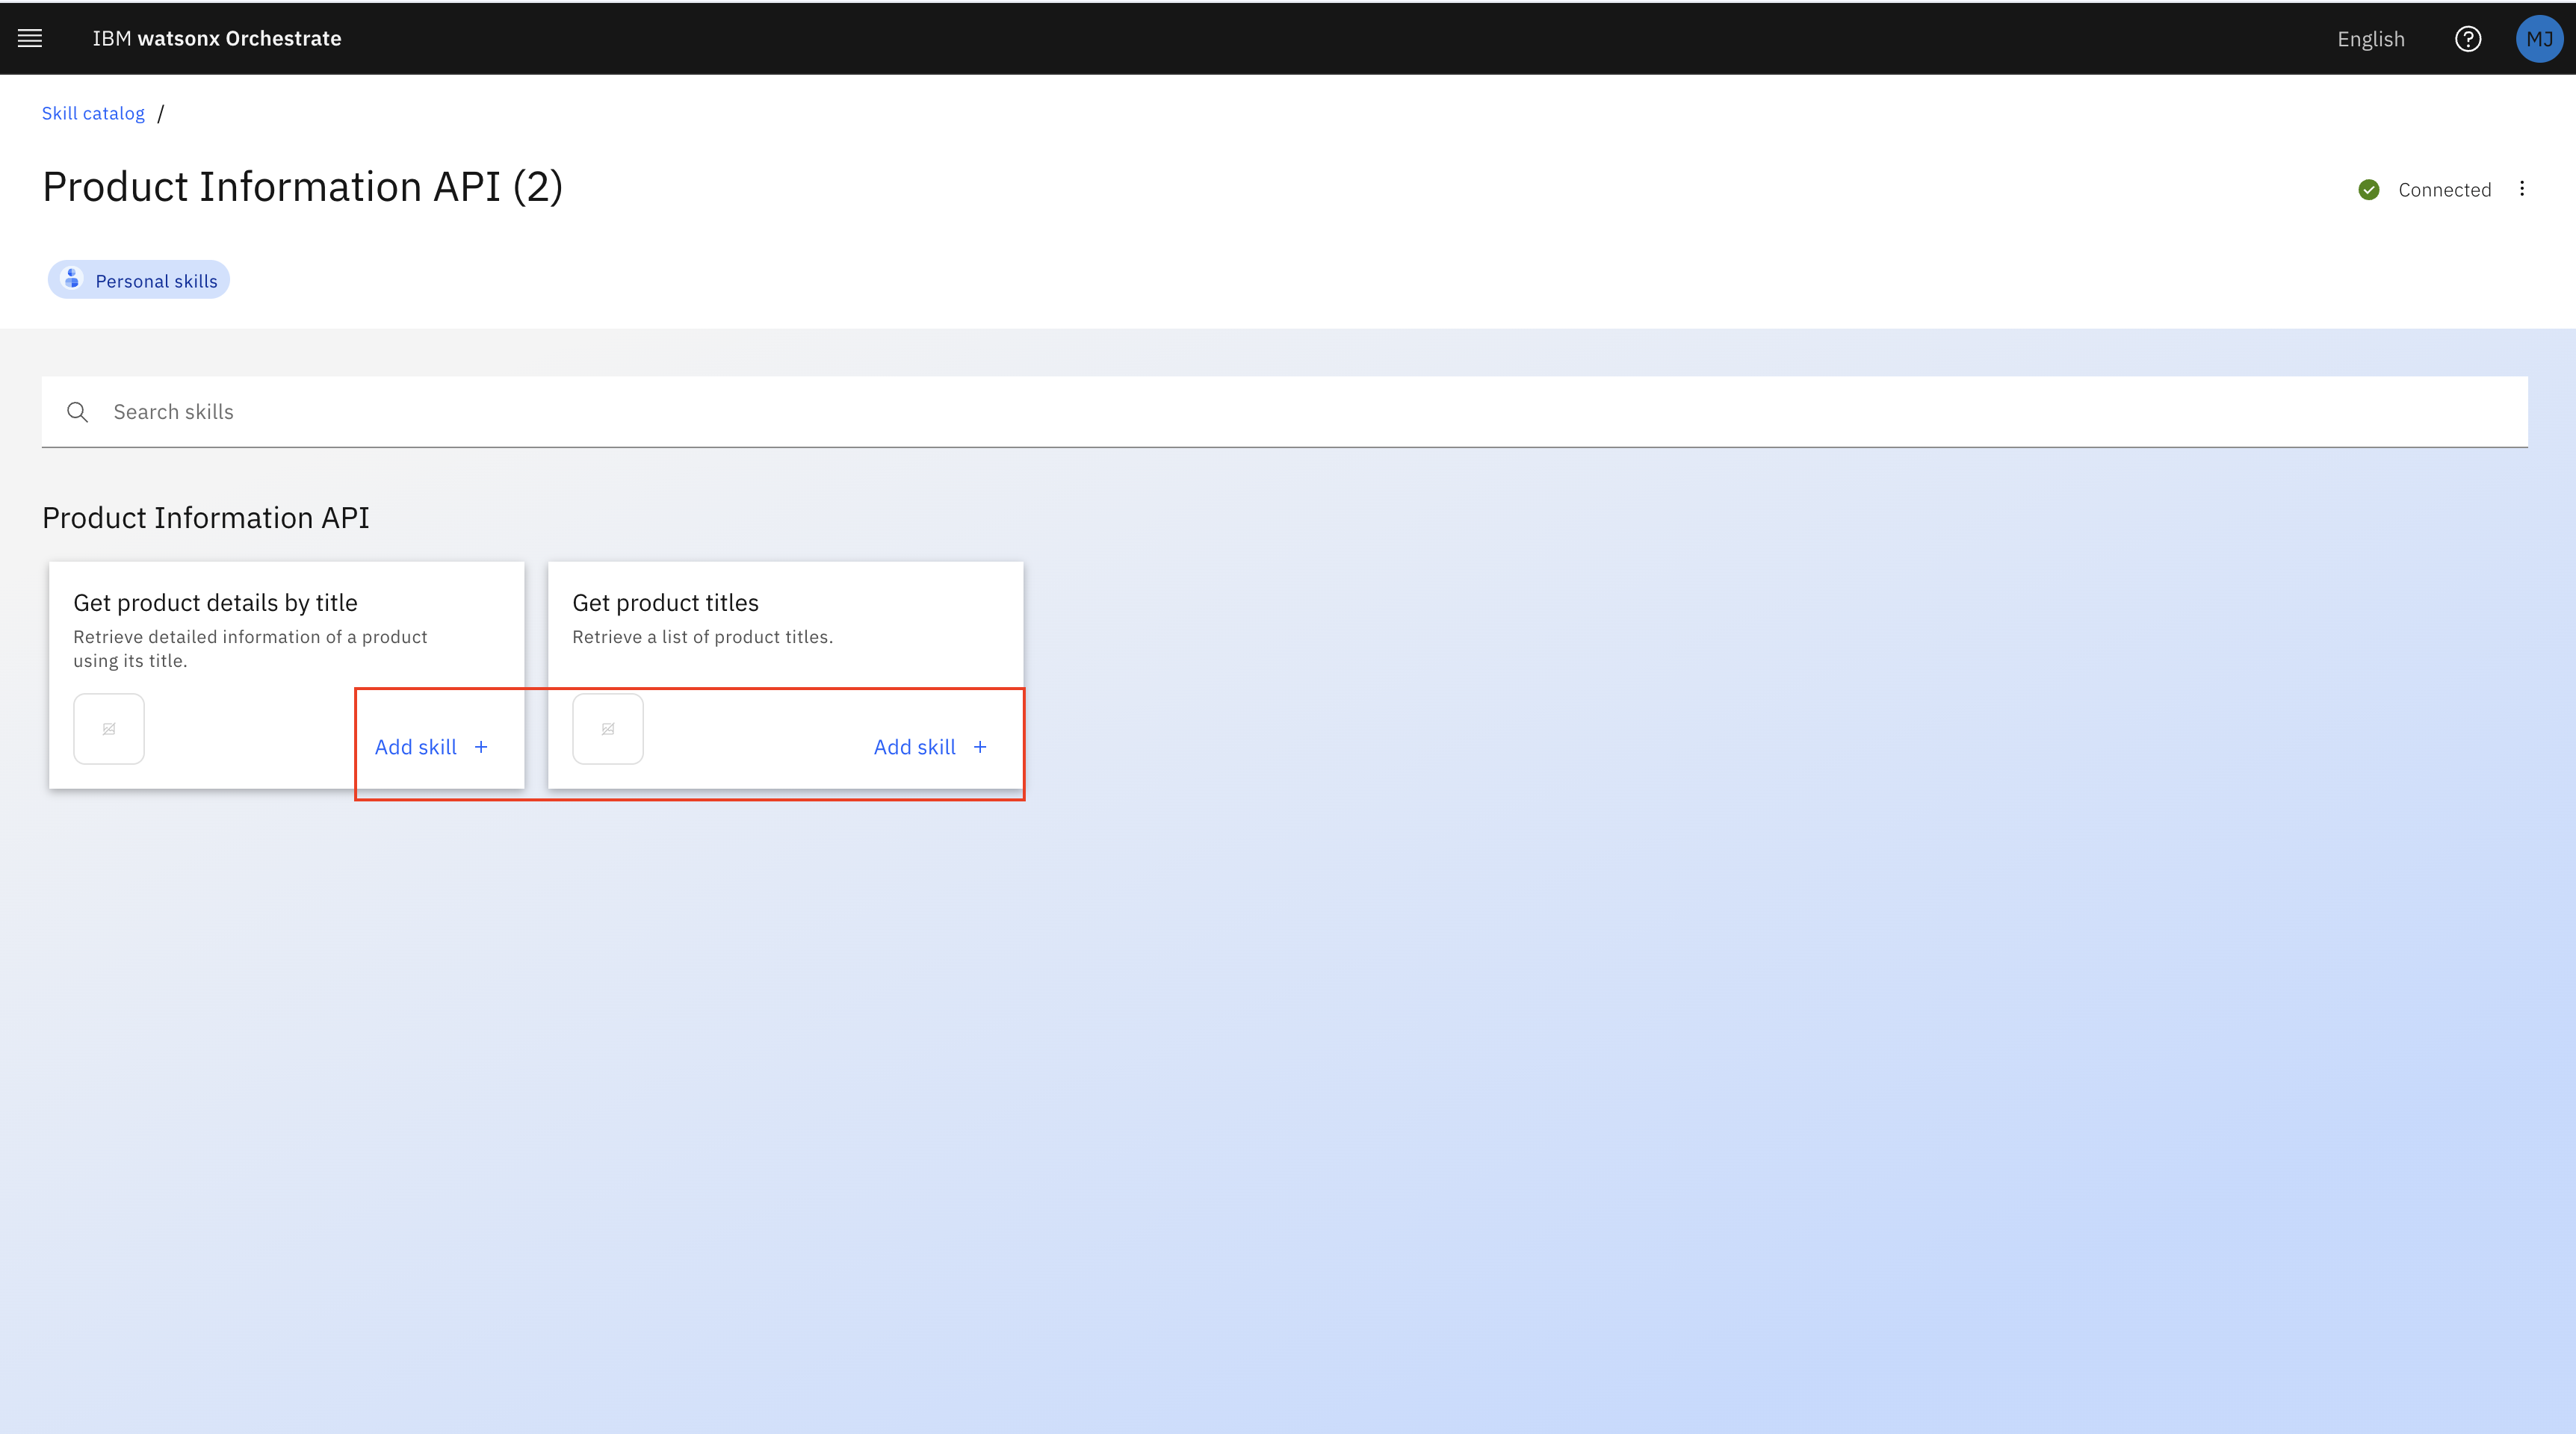 IBM watsonx Orchestrate
English
MJ
Skill catalog /
Product Information API (2)
Connected
Personal skills
Search skills
Product Information API
Get product details by title
Retrieve detailed information of a product
using its title.
Add skill +
Get product titles
Retrieve a list of product titles.
Add skill +